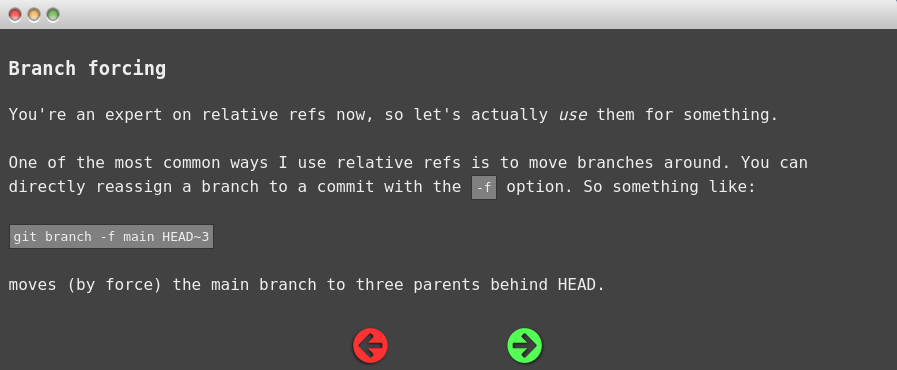 Branch forcing
You're an expert on relative refs now, so let's actually use them for something.
One of the most common ways I use relative refs is to move branches around. You can
directly reassign a branch to a commit with the -f option. So something like:
git branch -f main HEAD~3
moves (by force) the main branch to three parents behind HEAD.